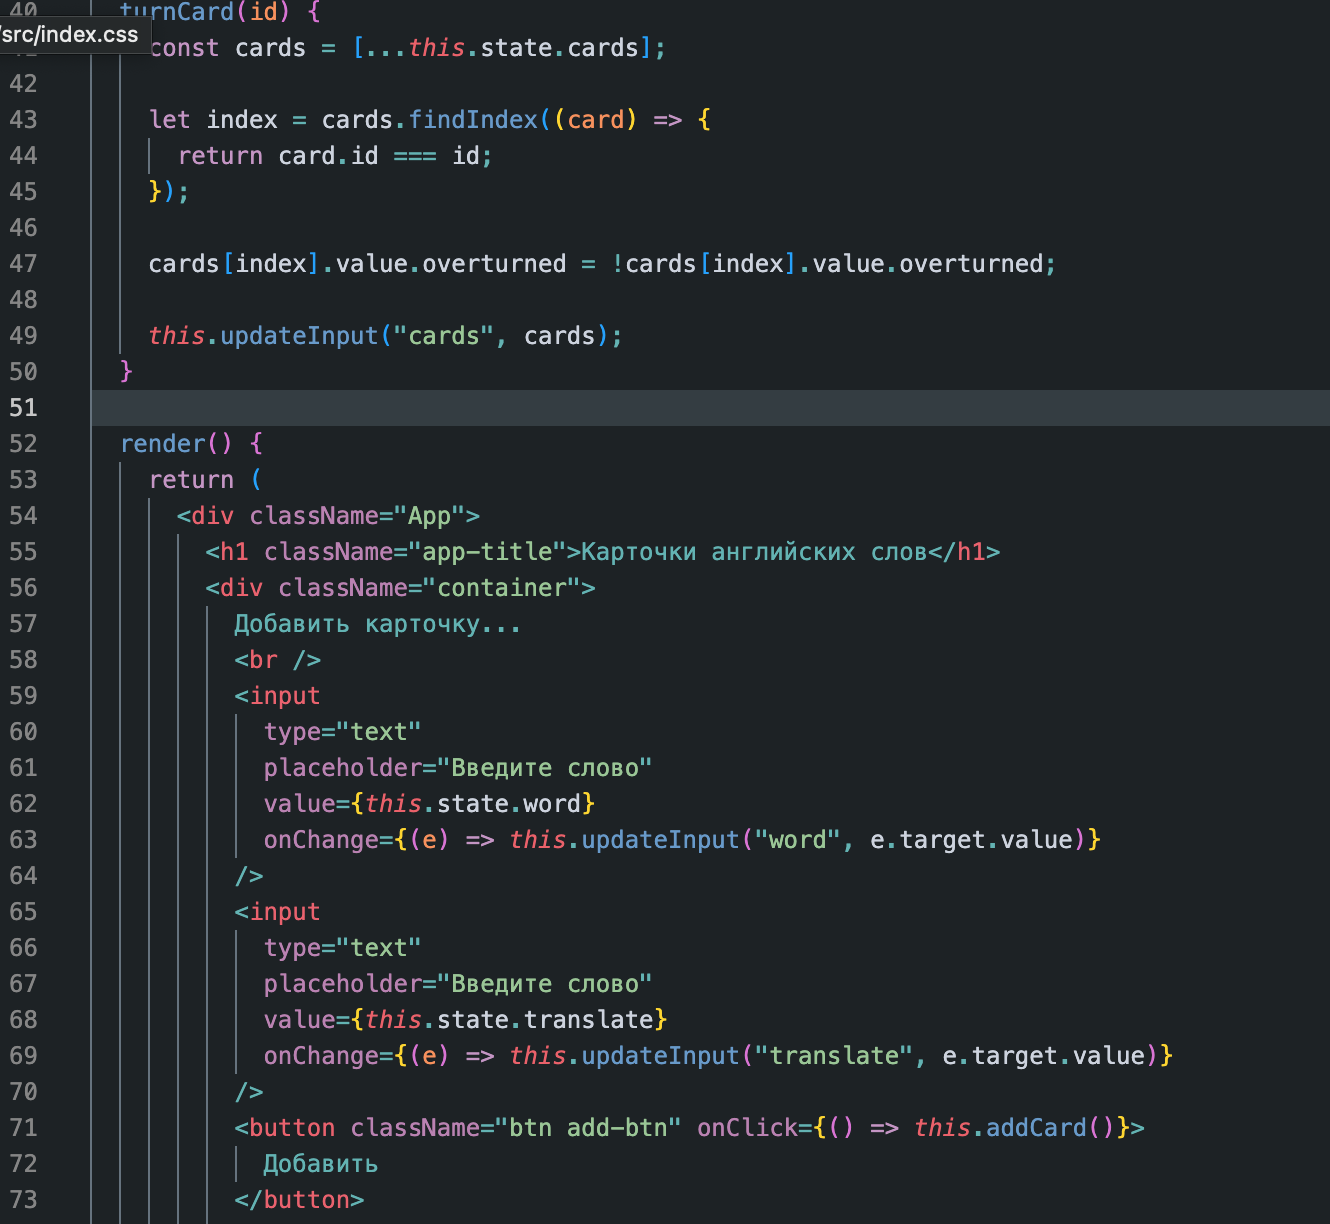 40 turnCard(id) {
/src/index.css
const cards = [...this.state.cards];
42
43 let index = cards.findIndex((card) => {
44 return card.id === id;
45 });
46
47 cards[index].value.overturned = !cards[index].value.overturned;
48
49 this.updateInput("cards", cards);
50 }
51
52 render() {
53 return (
54 <div className="App">
55 <h1 className="app-title">Карточки английских слов</h1>
56 <div className="container">
57 Добавить карточку...
58 <br />
59 <input
60 type="text"
61 placeholder="Введите слово"
62 value={this.state.word}
63 onChange={(e) => this.updateInput("word", e.target.value)}
64 />
65 <input
66 type="text"
67 placeholder="Введите слово"
68 value={this.state.translate}
69 onChange={(e) => this.updateInput("translate", e.target.value)}
70 />
71 <button className="btn add-btn" onClick={() => this.addCard()}>
72 Добавить
73 </button>